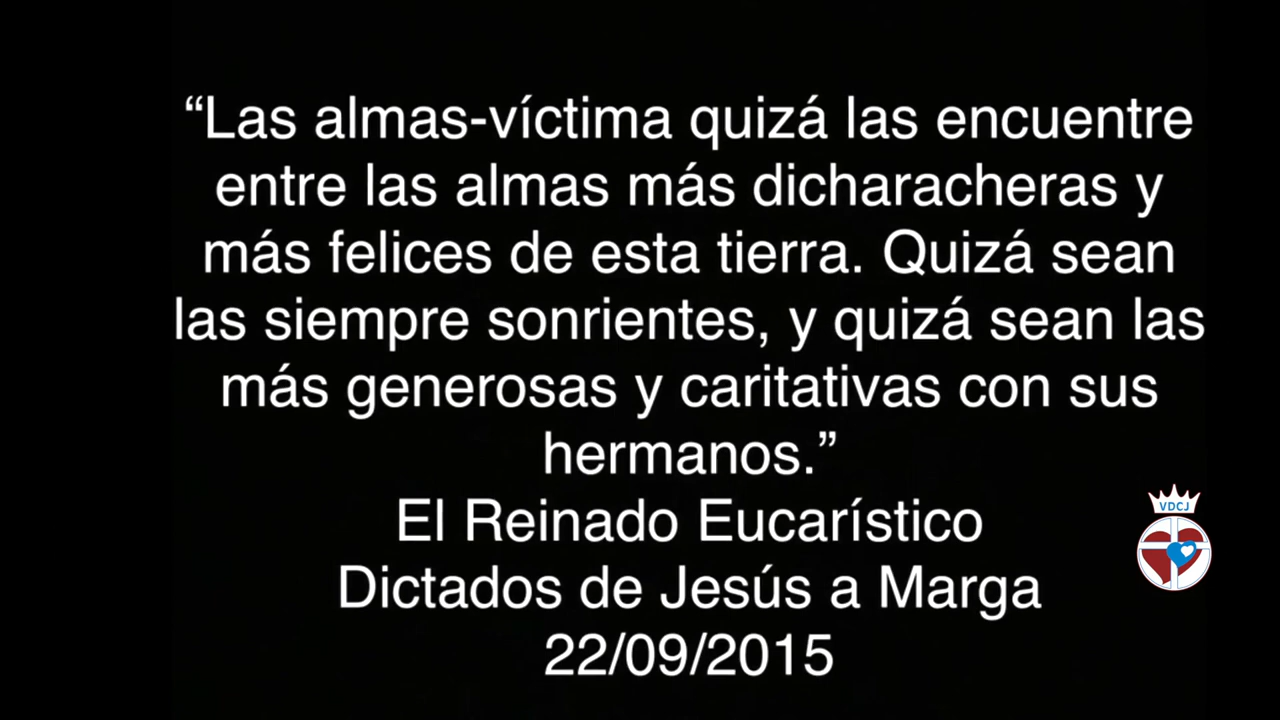 “Las almas-víctima quizá las encuentre
entre las almas más dicharacheras y
más felices de esta tierra. Quizá sean
las siempre sonrientes, y quizá sean las
más generosas y caritativas con sus
hermanos.”
El Reinado Eucarístico
Dictados de Jesús a Marga
22/09/2015
VDCJ